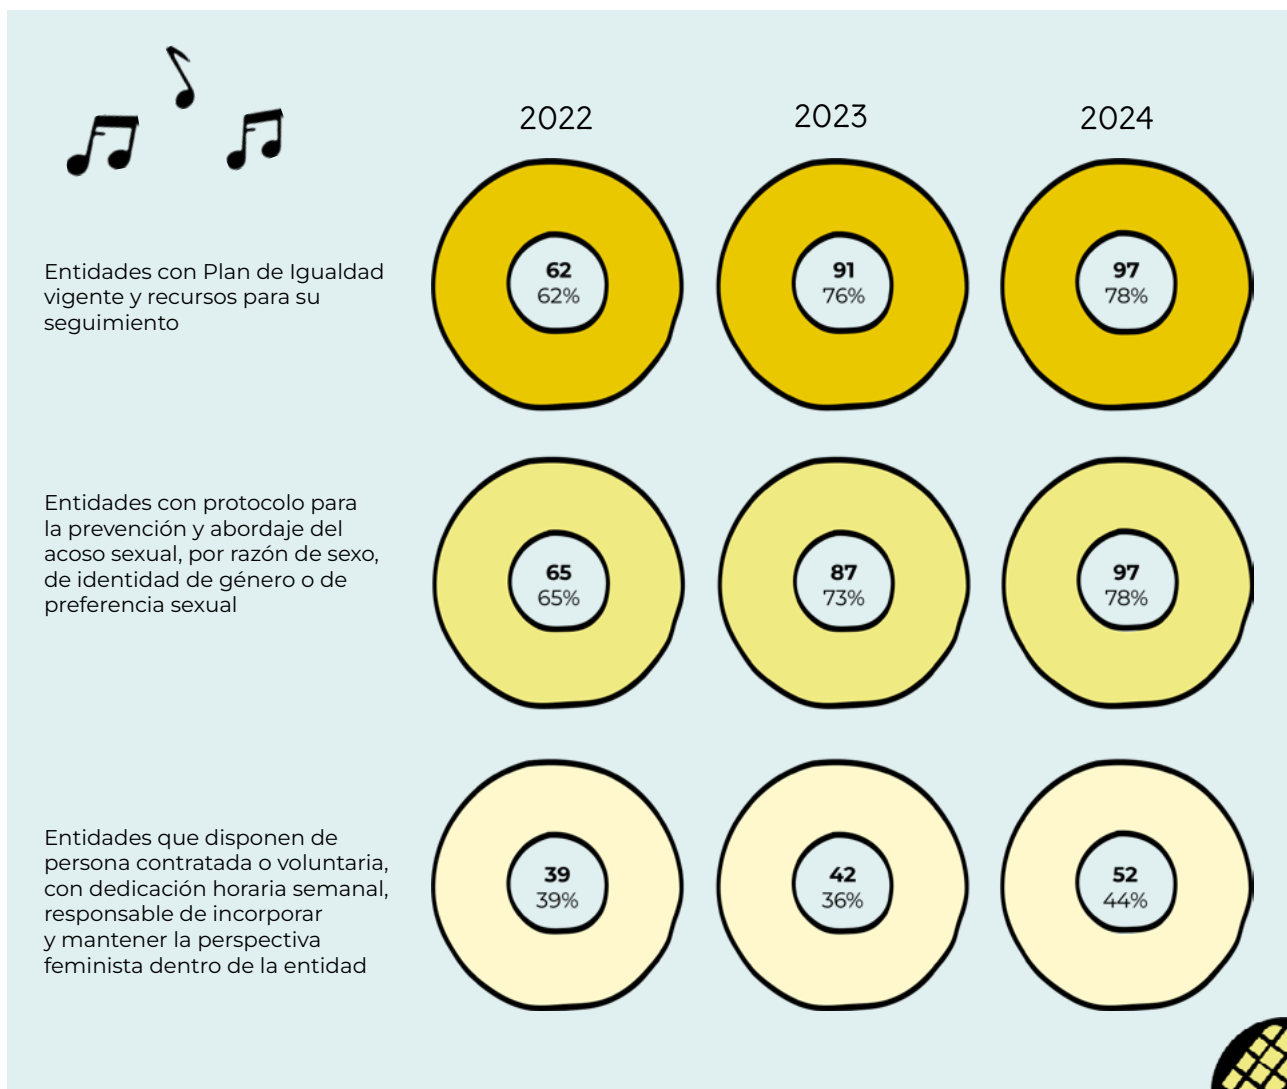 2022
2023
2024
Entidades con Plan de Igualdad
vigente y recursos para su
seguimiento
62
62%
91
76%
97
78%
Entidades con protocolo para
la prevención y abordaje del
acoso sexual, por razón de sexo,
de identidad de género o de
preferencia sexual
65
65%
87
73%
97
78%
Entidades que disponen de
persona contratada o voluntaria,
con dedicación horaria semanal,
responsable de incorporar
y mantener la perspectiva
feminista dentro de la entidad
39
39%
42
36%
52
44%